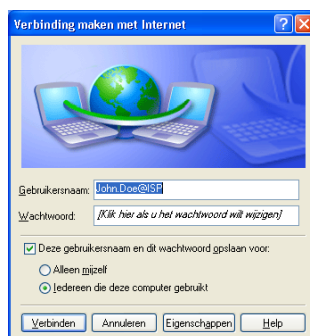 Verbinding maken met Internet
Gebruikersnaam: John.Doe@ISP
Wachtwoord: [Klik hier als u het wachtwoord wilt wijzigen]
Deze gebruikersnaam en dit wachtwoord opslaan voor:
Alleen mijzelf
Iedereen die deze computer gebruikt
Verbinden Annuleren Eigenschappen Help